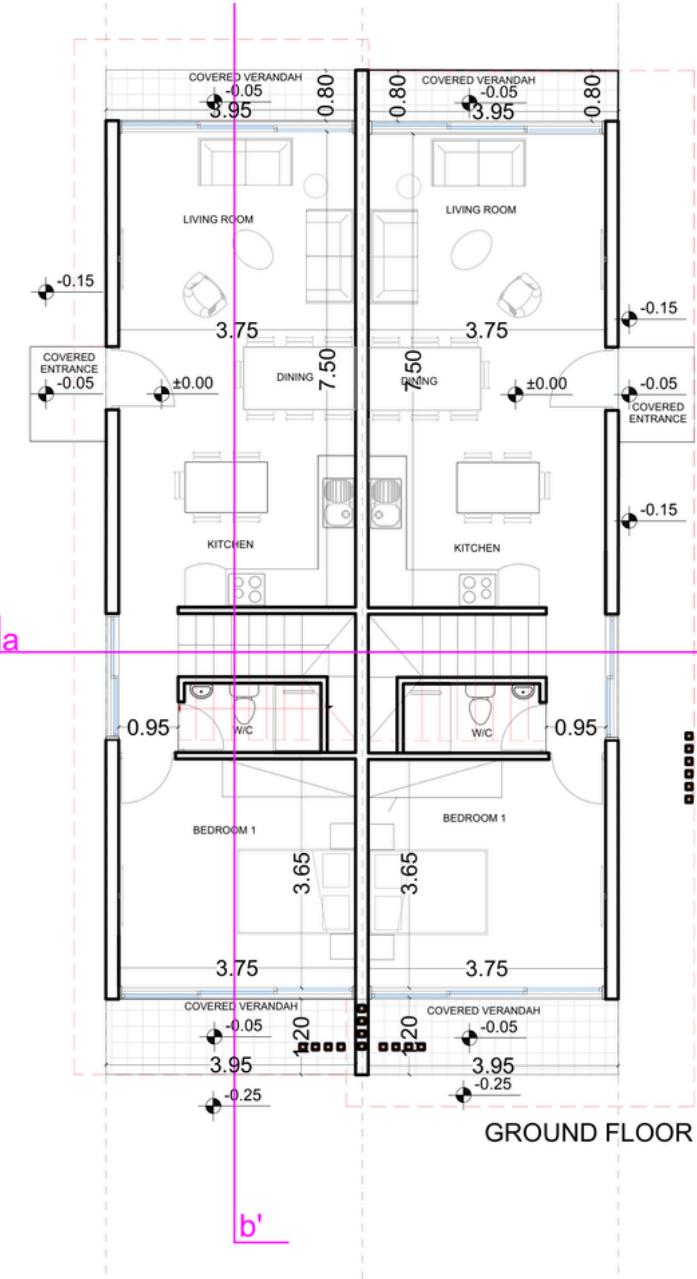 COVERED VERANDAH
-0.05
3.95
0.80
COVERED VERANDAH
-0.05
3.95
0.80
0.80
LIVING ROOM
LIVING ROOM
-0.15
-0.15
3.75
3.75
COVERED
ENTRANCE
-0.05
±0.00
DINING
7.50
DINING
7.50
±0.00
-0.05
COVERED
ENTRANCE
-0.15
KITCHEN
KITCHEN
a
0.95
W/C
W/C
0.95
BEDROOM 1
BEDROOM 1
3.65
3.65
3.75
3.75
COVERED VERANDAH
-0.05
1.20
3.95
-0.25
COVERED VERANDAH
-0.05
1.20
3.95
-0.25
GROUND FLOOR
b'